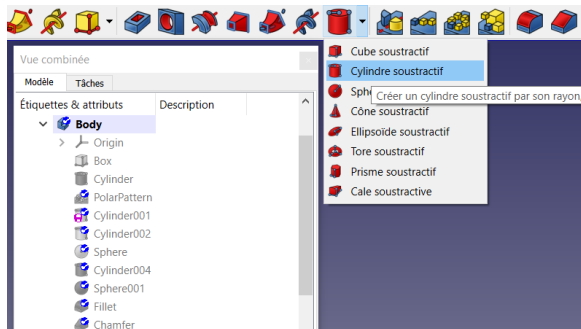 Vue combinée
Modèle Tâches
Étiquettes & attributs Description
Body
Origin
Box
Cylinder
PolarPattern
Cylinder001
Cylinder002
Sphere
Cylinder004
Sphere001
Fillet
Chamfer
Cube soustractif
Cylindre soustractif
Créer un cylindre soustractif par son rayon,
Cône soustractif
Ellipsoïde soustractif
Tore soustractif
Prisme soustractif
Cale soustractive